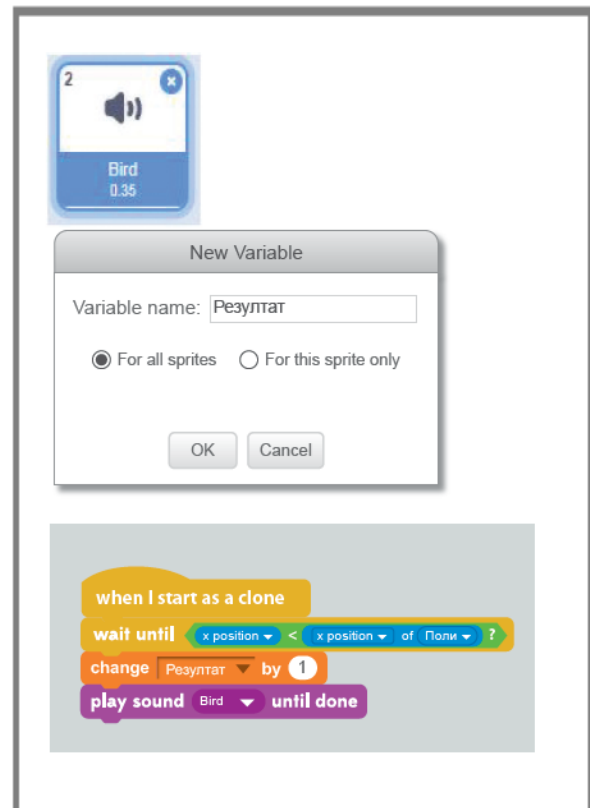 2
Bird
0.35
New Variable
Variable name: Резултат
For all sprites For this sprite only
OK Cancel
when I start as a clone
wait until x position < x position of Поли ?
change Резултат by 1
play sound Bird until done